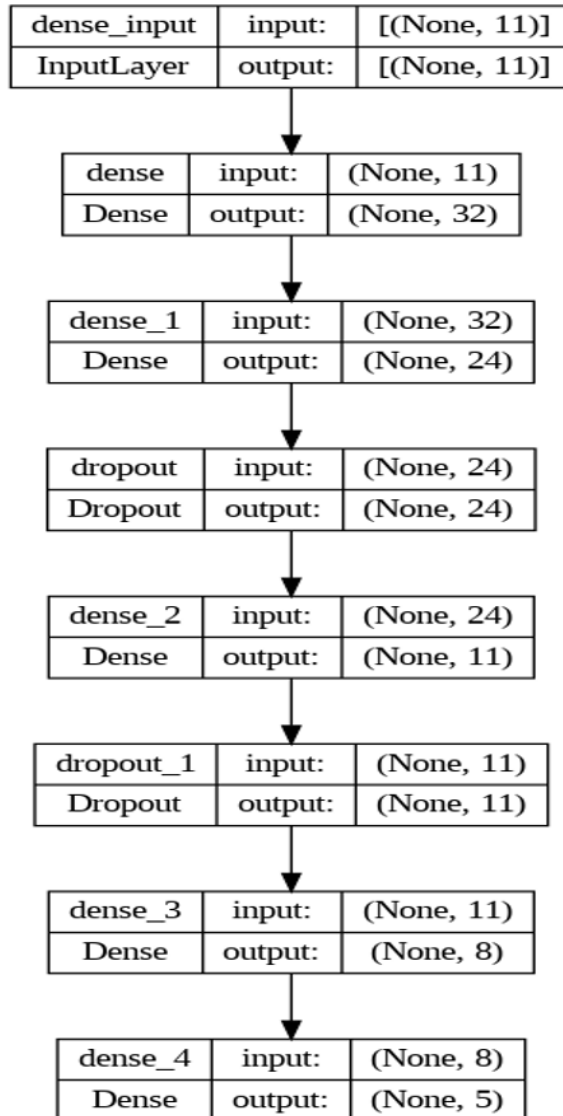 dense_input input: [(None, 11)]
InputLayer output: [(None, 11)]
dense input: (None, 11)
Dense output: (None, 32)
dense_1 input: (None, 32)
Dense output: (None, 24)
dropout input: (None, 24)
Dropout output: (None, 24)
dense_2 input: (None, 24)
Dense output: (None, 11)
dropout_1 input: (None, 11)
Dropout output: (None, 11)
dense_3 input: (None, 11)
Dense output: (None, 8)
dense_4 input: (None, 8)
Dense output: (None, 5)